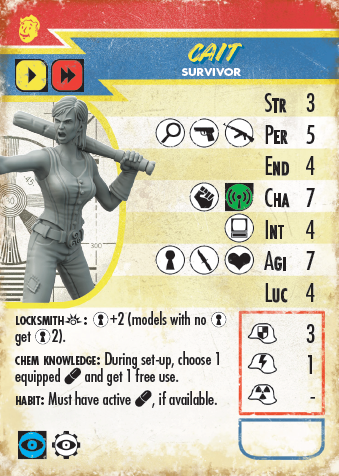 CAIT
SURVIVOR
STR 3
PER 5
END 4
CHA 7
INT 4
AGI 7
LUC 4
LOCKSMITH: +2 (models with no
get 2).
CHEM KNOWLEDGE: During set-up, choose 1
equipped and get 1 free use.
HABIT: Must have active , if available.
3
1
-
45
300